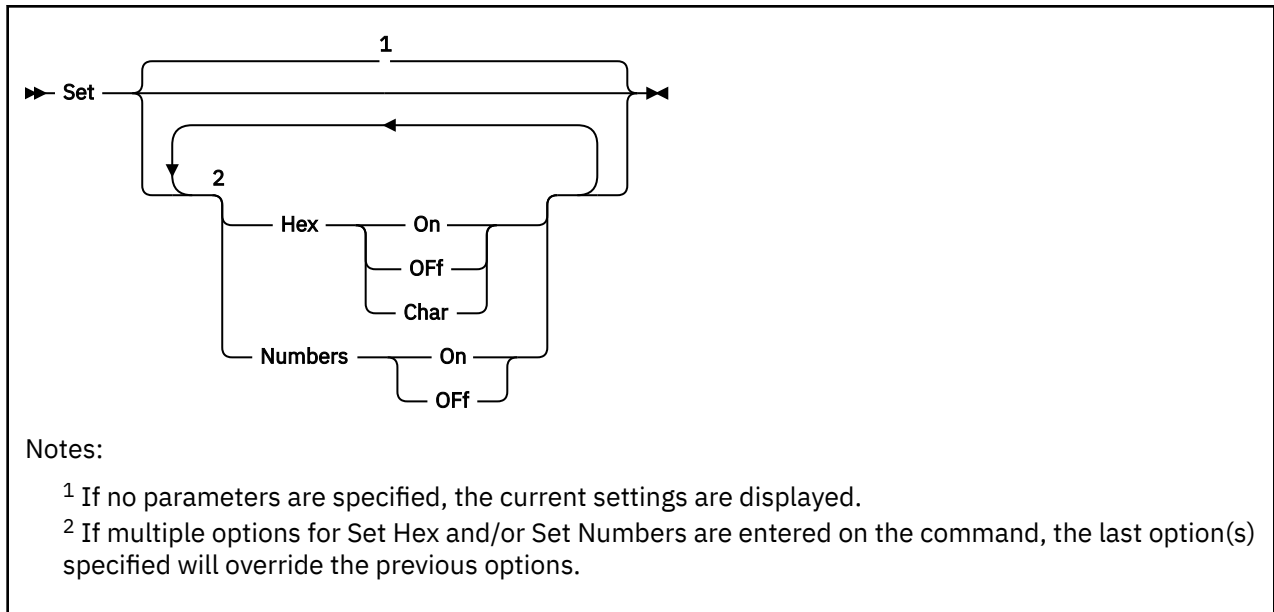 1
Set
2
Hex On
OFf
Char
Numbers On
OFf
Notes:
1 If no parameters are specified, the current settings are displayed.
2 If multiple options for Set Hex and/or Set Numbers are entered on the command, the last option(s)
specified will override the previous options.